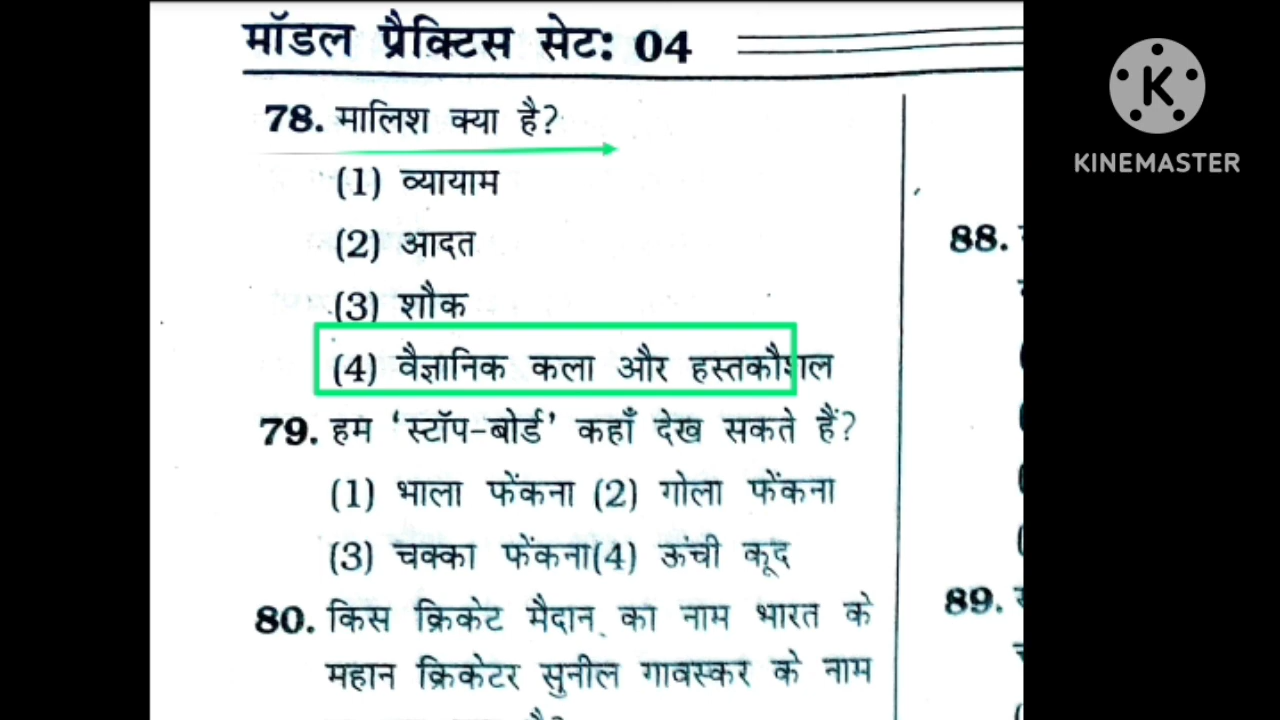 मॉडल प्रैक्टिस सेट: 04
78. मालिश क्या है?
(1) व्यायाम
(2) आदत
(3) शौक
(4) वैज्ञानिक कला और हस्तकौशल
79. हम ‘स्टॉप-बोर्ड’ कहाँ देख सकते हैं?
(1) भाला फेंकना (2) गोला फेंकना
(3) चक्का फेंकना(4) ऊंची कूद
80. किस क्रिकेट मैदान का नाम भारत के
महान क्रिकेटर सुनील गावस्कर के नाम
88.
89.
K
KINEMASTER